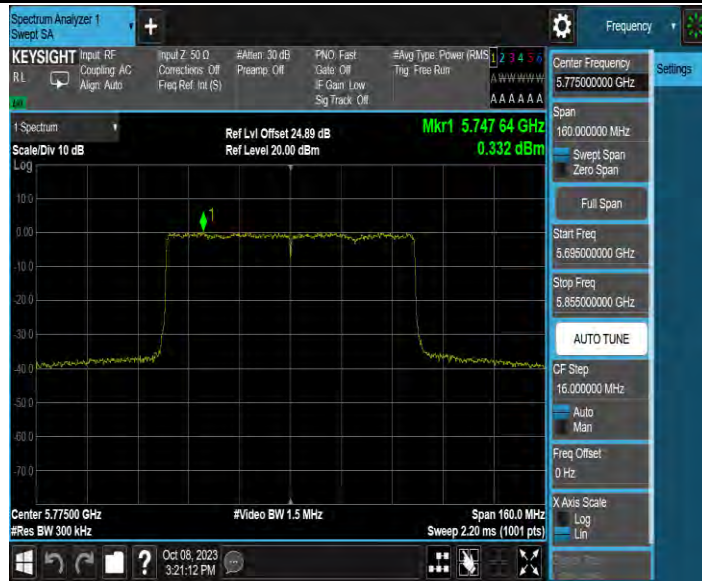 Spectrum Analyzer 1
Swept SA
Frequency
KEYSIGHT
RL
Input: RF
Coupling: AC
Align: Auto
Input Z: 50 Ω
Corrections: Off
Freq Ref: Int (S)
#Atten: 30 dB
Preamp: Off
PNO: Fast
Gate: Off
IF Gain: Low
Sig Track: Off
#Avg Type: Power (RMS
Trig: Free Run
1 2 3 4 5 6
A W W W W W
A A A A A A
1 Spectrum
Scale/Div 10 dB
Log
Ref Lvl Offset 24.89 dB
Ref Level 20.00 dBm
Mkr1 5.747 64 GHz
0.332 dBm
10.0
0.00
-10.0
-20.0
-30.0
-40.0
-50.0
-60.0
-70.0
1
Center 5.77500 GHz
#Res BW 300 kHz
#Video BW 1.5 MHz
Span 160.0 MHz
Sweep 2.20 ms (1001 pts)
Oct 08, 2023
3:21:12 PM
Center Frequency
5.775000000 GHz
Settings
Span
160.000000 MHz
Swept Span
Zero Span
Full Span
Start Freq
5.695000000 GHz
Stop Freq
5.855000000 GHz
AUTO TUNE
CF Step
16.000000 MHz
Auto
Man
Freq Offset
0 Hz
X Axis Scale
Log
Lin